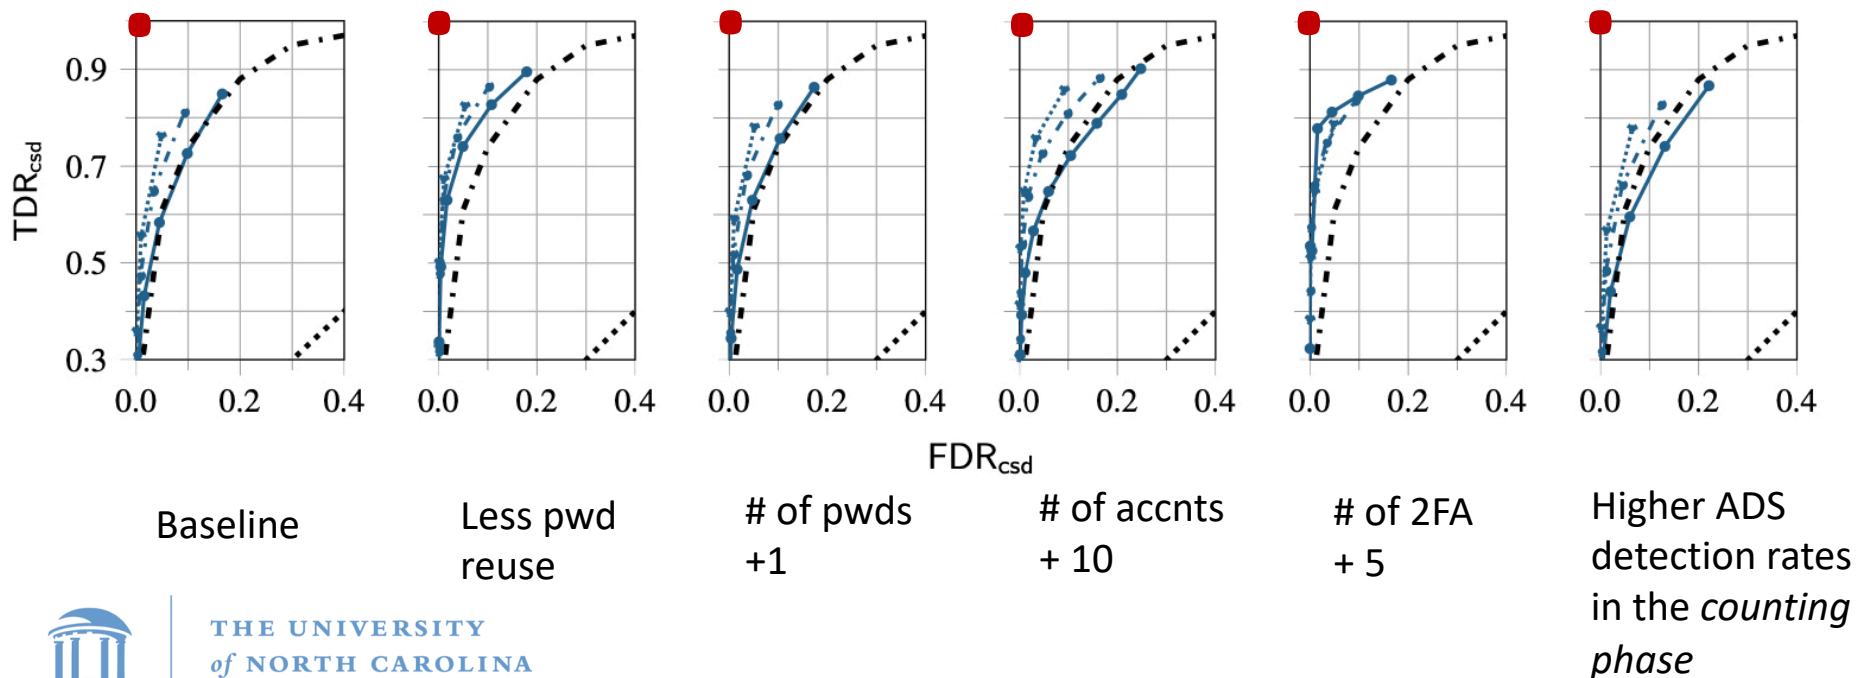 TDRcsd
0.9
0.7
0.5
0.3
0.0 0.2 0.4
0.0 0.2 0.4
0.0 0.2 0.4
0.0 0.2 0.4
0.0 0.2 0.4
0.0 0.2 0.4
FDRcsd
Baseline
Less pwd
reuse
# of pwds
+1
# of accnts
+ 10
# of 2FA
+ 5
Higher ADS
detection rates
in the counting
phase
THE UNIVERSITY
of NORTH CAROLINA